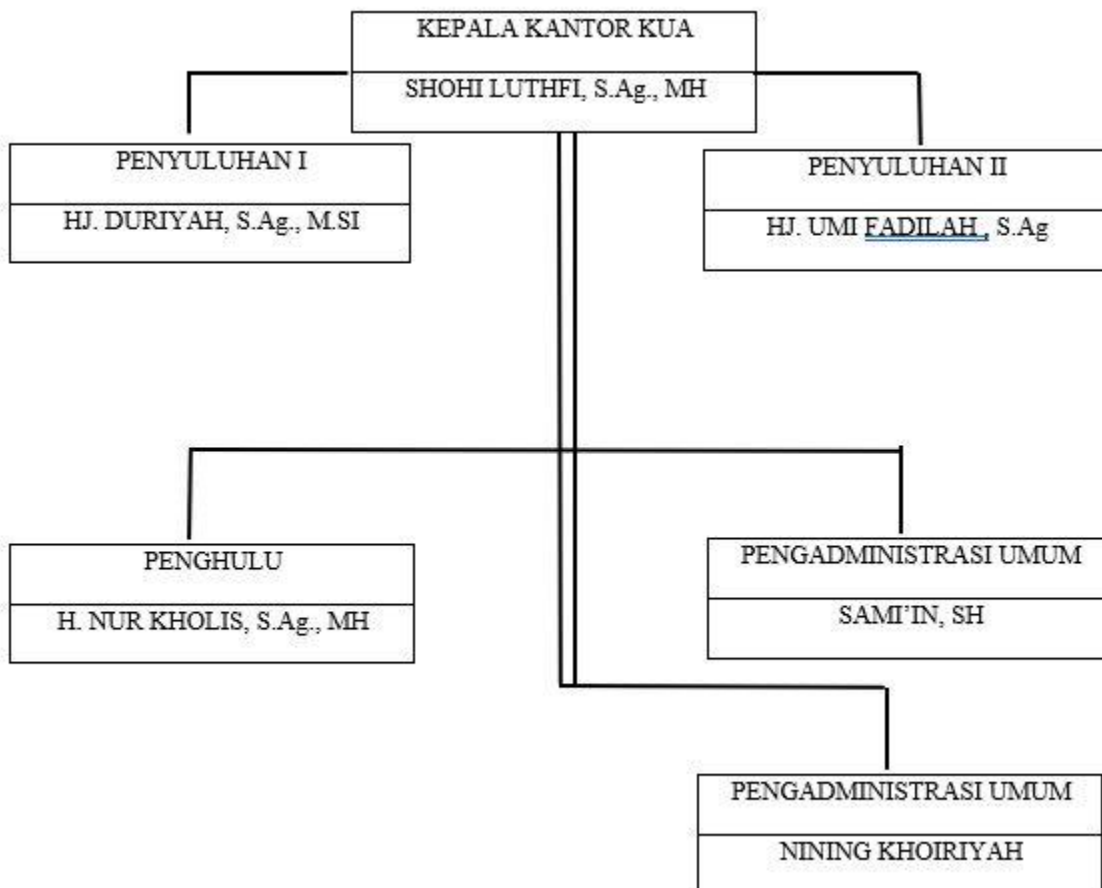 KEPALA KANTOR KUA
SHOHI LUTHFI, S.Ag., MH
PENYULUHAN I
HJ. DURIYAH, S.Ag., M.SI
PENYULUHAN II
HJ. UMI FADILAH , S.Ag
PENGHULU
H. NUR KHOLIS, S.Ag., MH
PENGADMINISTRASI UMUM
SAMI’IN, SH
PENGADMINISTRASI UMUM
NINING KHOIRIYAH